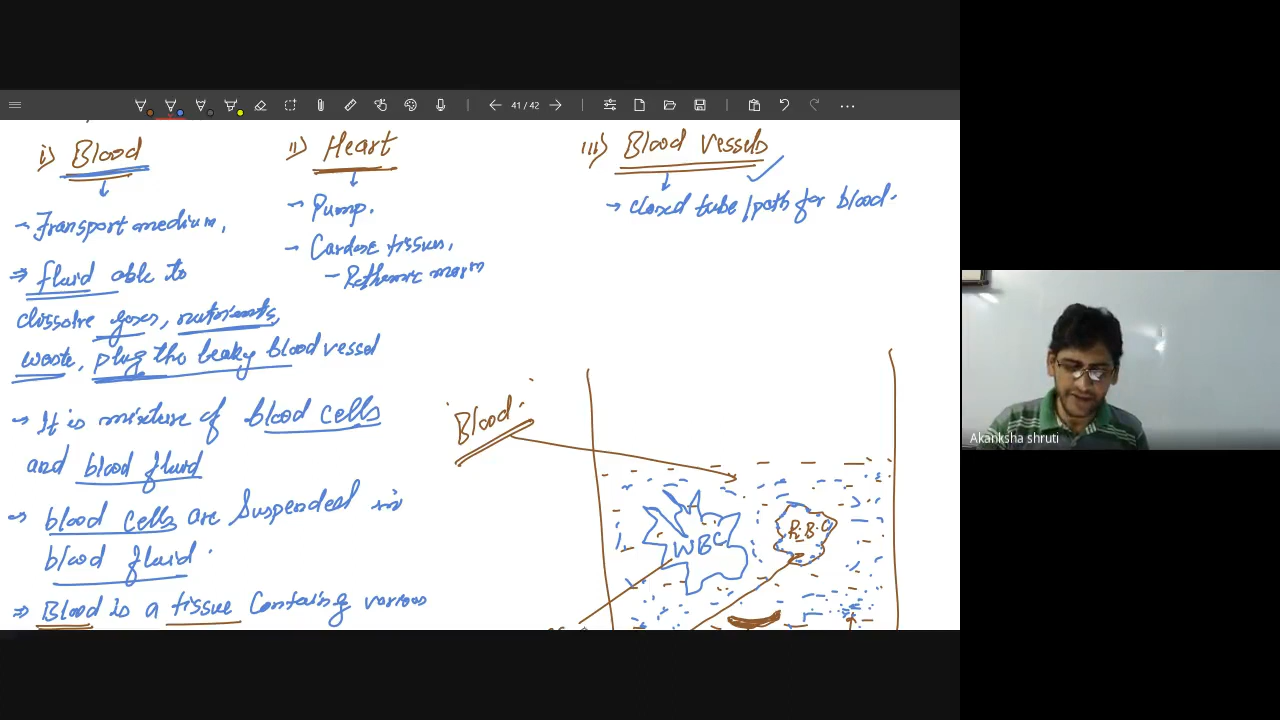 41 / 42
i) Blood
ii) Heart
iii) Blood Vessels
- Transport medium,
- Pump.
→ closed tube / path for blood.
⇒ fluid able to
dissolve gases, nutrients,
waste, plug the leaky blood vessel
- tissues,
→ It is mixture of blood cells
and blood fluid
→ blood cells are suspended in
blood fluid.
⇒ Blood is a tissue containing various
Blood.
WBC
R.B.C
Akanksha shruti